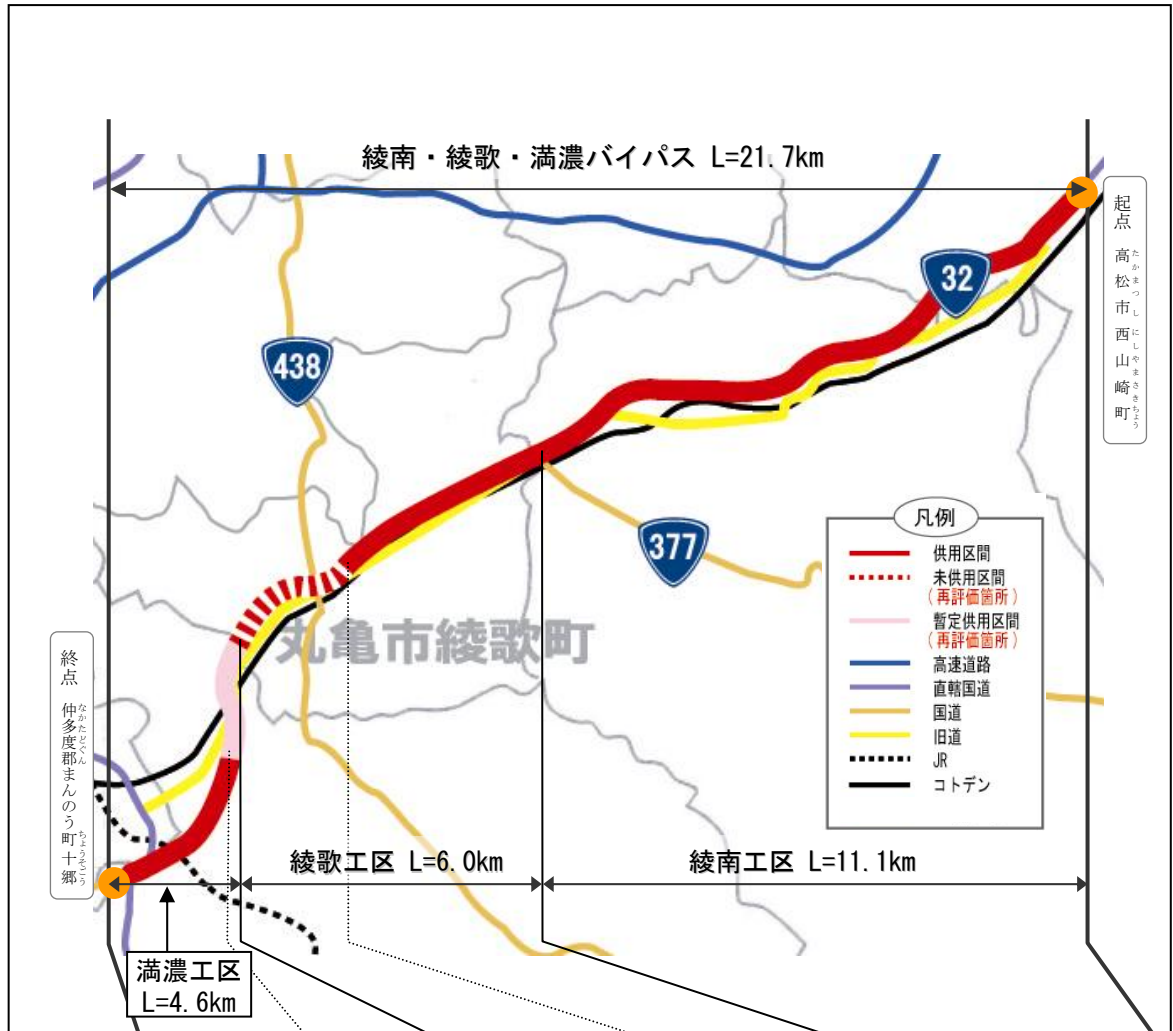 綾南・綾歌・満濃バイパス L=21.7km
起点 高松市西山崎町
たかまつしにしやまさきちょう
32
438
377
丸亀市綾歌町
凡例
供用区間
未供用区間
(再評価箇所)
暫定供用区間
(再評価箇所)
高速道路
直轄国道
国道
旧道
JR
コトデン
終点 仲多度郡まんのう町十郷
なかたどぐん ちょうそごう
綾歌工区 L=6.0km
綾南工区 L=11.1km
満濃工区
L=4.6km